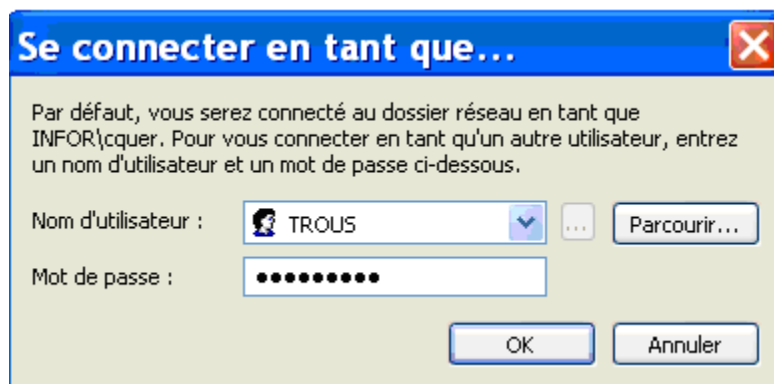 Se connecter en tant que...
Par défaut, vous serez connecté au dossier réseau en tant que
INFOR\cquer. Pour vous connecter en tant qu'un autre utilisateur, entrez
un nom d'utilisateur et un mot de passe ci-dessous.
Nom d'utilisateur : TROUS ... Parcourir...
Mot de passe : •••••••••
OK Annuler